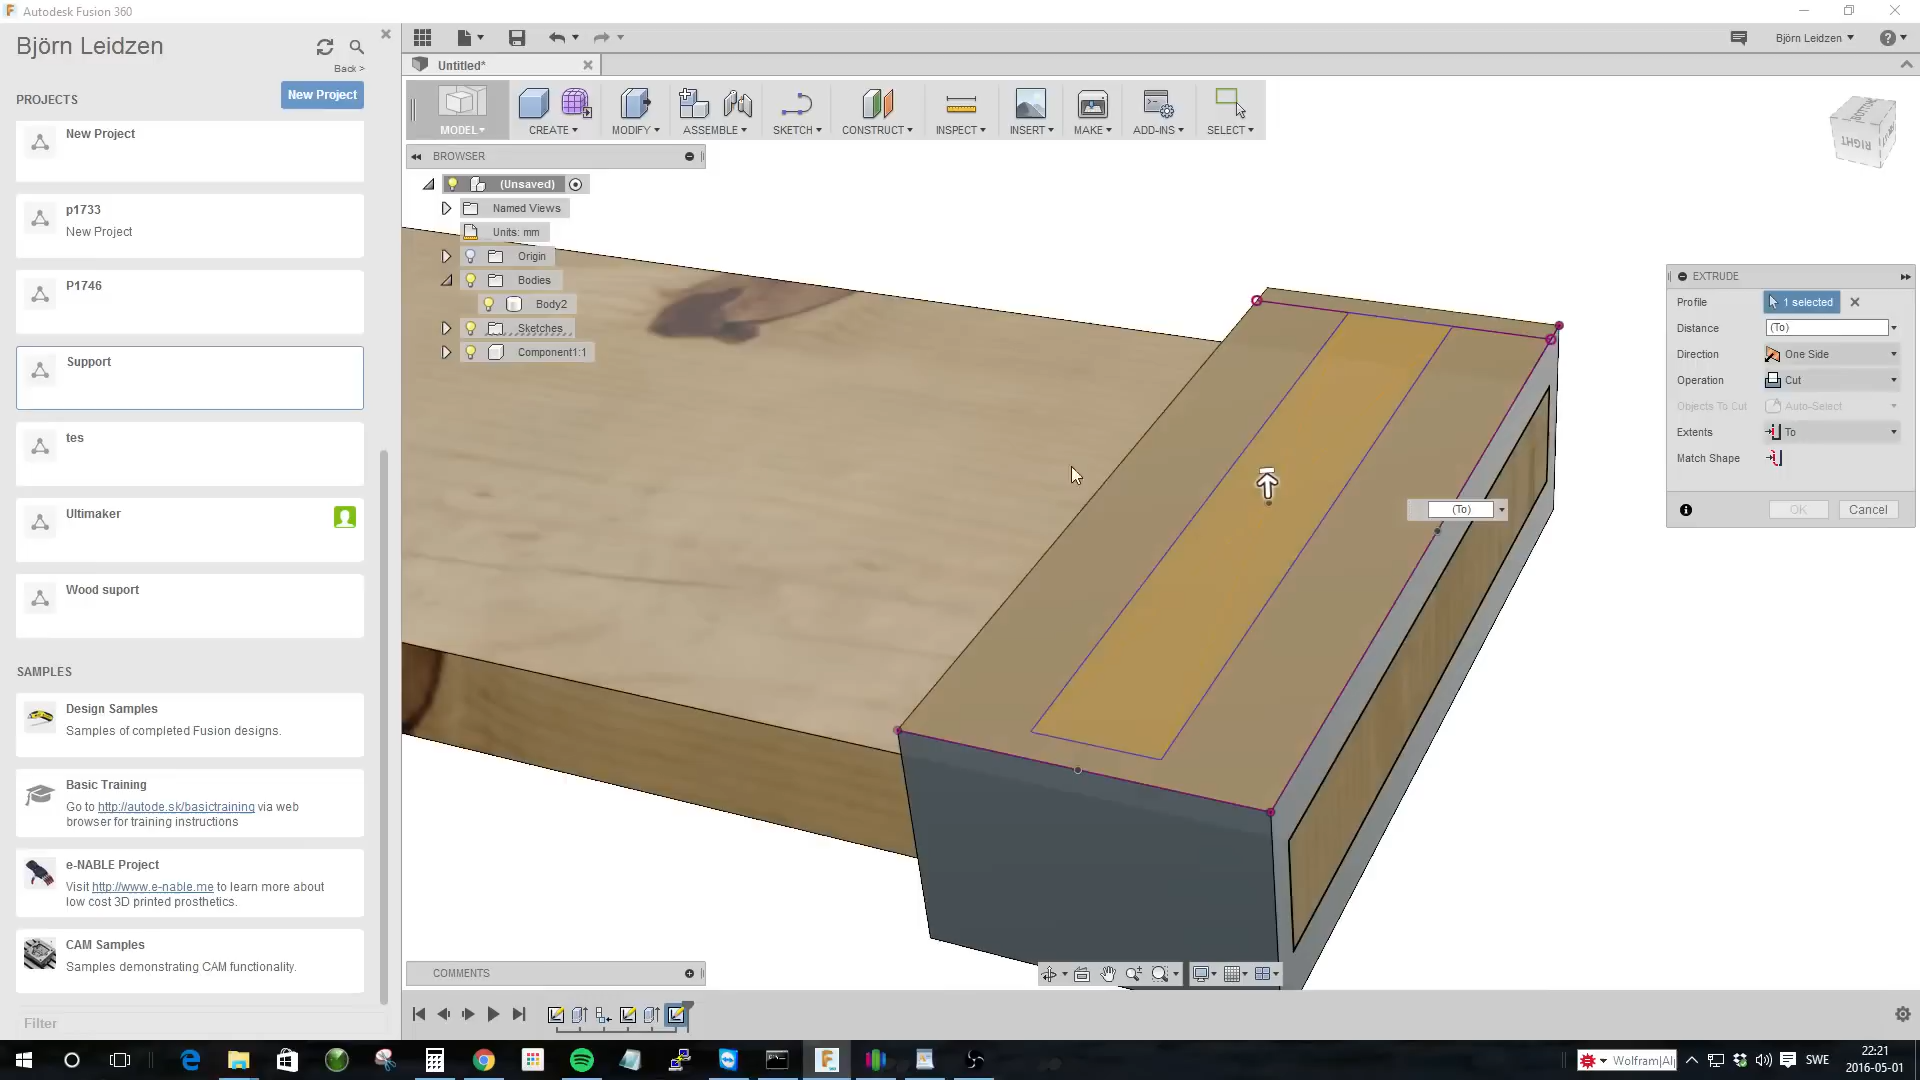 Autodesk Fusion 360
Björn Leidzen
Back >
PROJECTS
New Project
New Project
p1733
New Project
P1746
Support
tes
Ultimaker
Wood suport
SAMPLES
Design Samples
Samples of completed Fusion designs.
Basic Training
Go to http://autode.sk/basictraining via web
browser for training instructions
e-NABLE Project
Visit http://www.e-nable.me to learn more about
low cost 3D printed prosthetics.
CAM Samples
Samples demonstrating CAM functionality.
Filter
Björn Leidzen
Untitled*
MODEL
CREATE
MODIFY
ASSEMBLE
SKETCH
CONSTRUCT
INSPECT
INSERT
MAKE
ADD-INS
SELECT
BROWSER
(Unsaved)
Named Views
Units: mm
Origin
Bodies
Body2
Sketches
Component1:1
RIGHT
EXTRUDE
Profile
1 selected
Distance
(To)
Direction
One Side
Operation
Cut
Objects To Cut
Auto-Select
Extents
To
Match Shape
OK
Cancel
(To)
COMMENTS
Wolfram|Al
SWE
22:21
2016-05-01